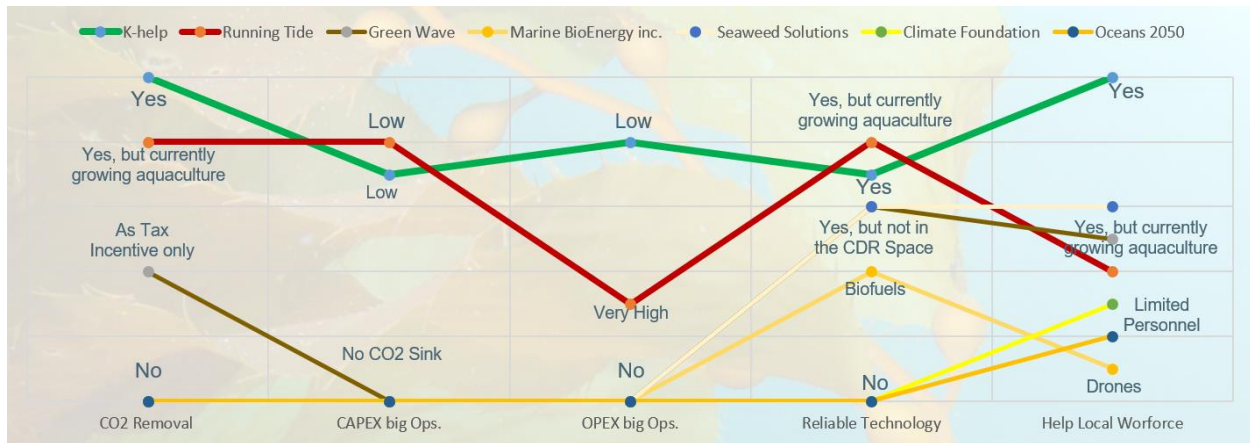 K-help Running Tide Green Wave Marine BioEnergy inc. Seaweed Solutions Climate Foundation Oceans 2050
Yes
Yes, but currently
growing aquaculture
As Tax
Incentive only
No
Low
Low
No CO2 Sink
Low
Very High
No
Yes, but currently
growing aquaculture
Yes
Yes, but not in
the CDR Space
Biofuels
No
Yes
Yes, but currently
growing aquaculture
Limited
Personnel
Drones
CO2 Removal CAPEX big Ops. OPEX big Ops. Reliable Technology Help Local Worforce